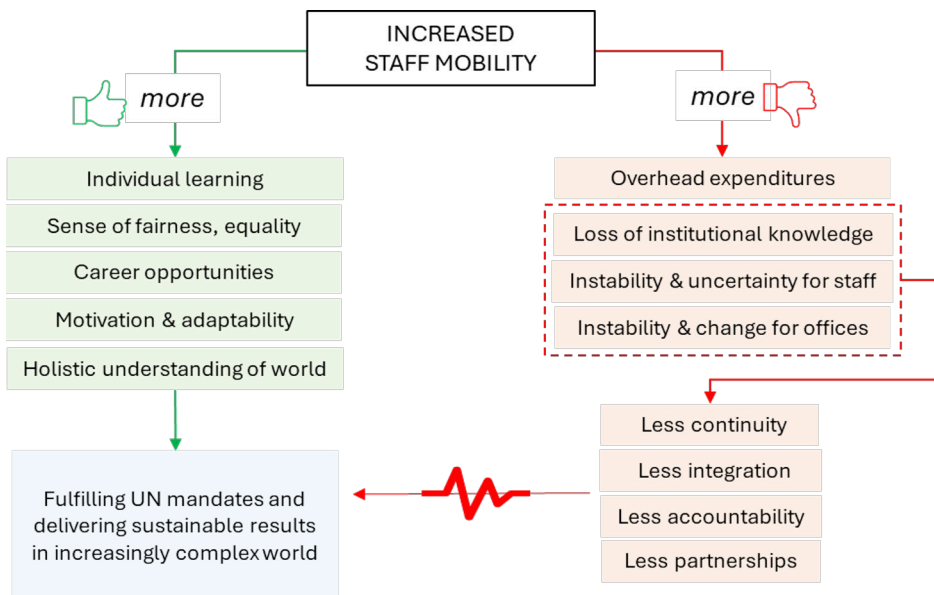 INCREASED
STAFF MOBILITY
more
more
Individual learning
Sense of fairness, equality
Career opportunities
Motivation & adaptability
Holistic understanding of world
Overhead expenditures
Loss of institutional knowledge
Instability & uncertainty for staff
Instability & change for offices
Less continuity
Less integration
Less accountability
Less partnerships
Fulfilling UN mandates and
delivering sustainable results
in increasingly complex world